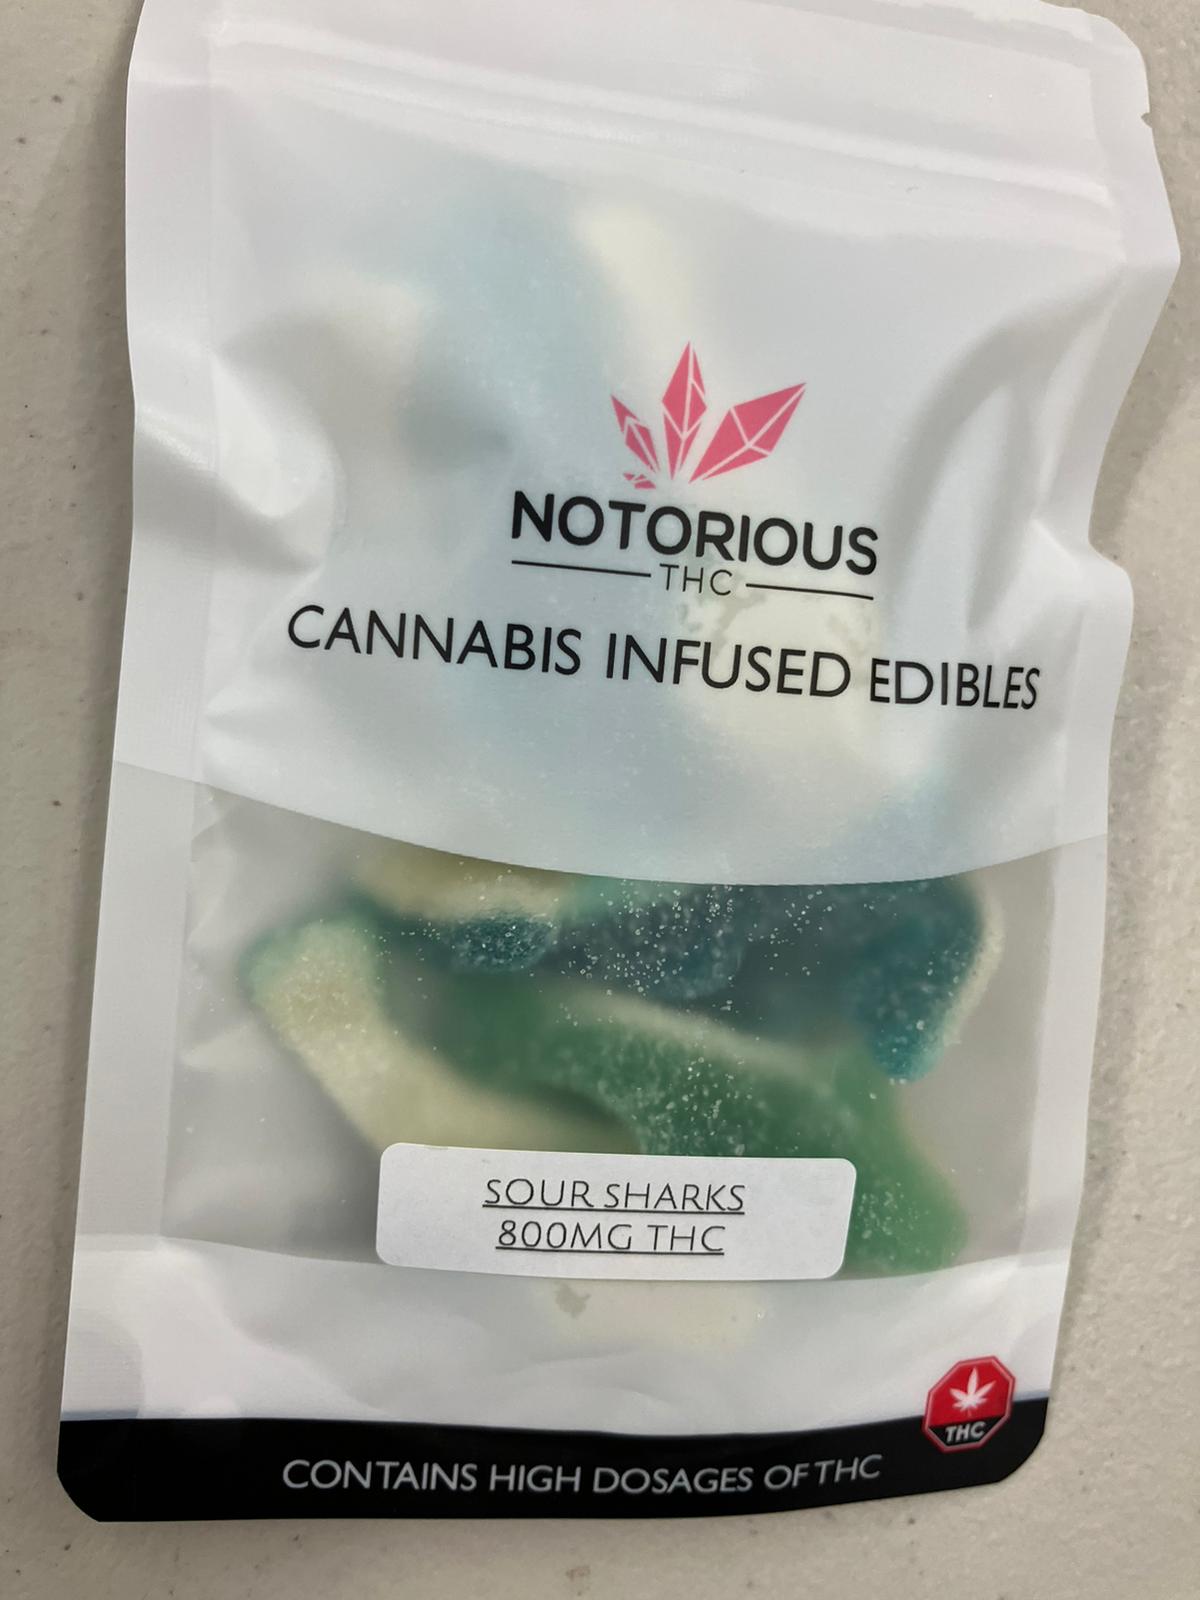 NOTORIOUS
THC
CANNABIS INFUSED EDIBLES
SOUR SHARKS
800MG THC
THC
CONTAINS HIGH DOSAGES OF THC